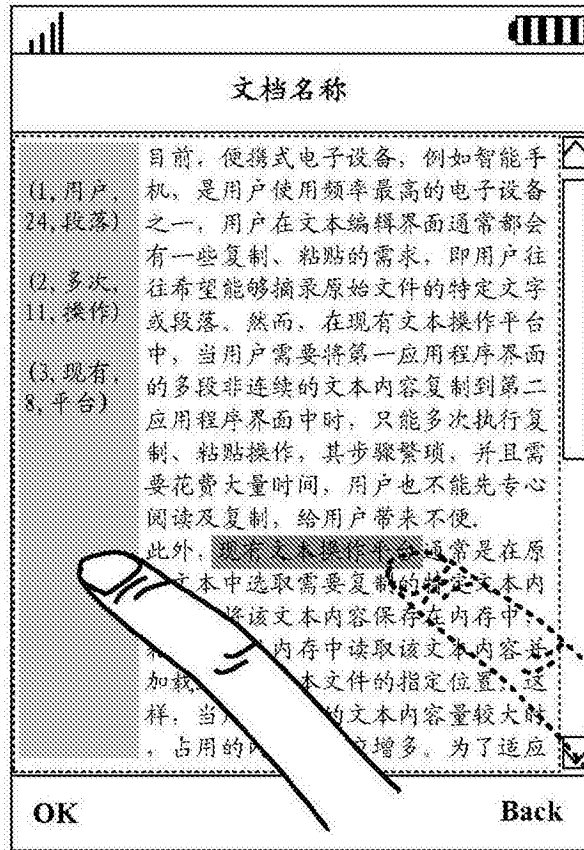 文档名称
(1, 用户,
24, 段落)
(2, 多次,
11, 操作)
(3, 现有,
8, 平台)
目前，便携式电子设备，例如智能手
机，是用户使用频率最高的电子设备
之一，用户在文本编辑界面通常都会
有一些复制、粘贴的需求，即用户往
往希望能够摘录原始文件的特定文字
或段落。然而，在现有文本操作平台
中，当用户需要将第一应用程序界面
的多段非连续的文本内容复制到第二
应用程序界面中时，只能多次执行复
制、粘贴操作，其步骤繁琐，并且需
要花费大量时间，用户也不能先专心
阅读及复制，给用户带来不便。
此外，现有文本操作平台通常是在原
文本中选取需要复制的特定文本内
将该文本内容保存在内存中，
内存中读取该文本内容并
加载 本文件的指定位置。这
样，当 的文本内容量较大时
，占用的内 增多。为了适应
OK
Back